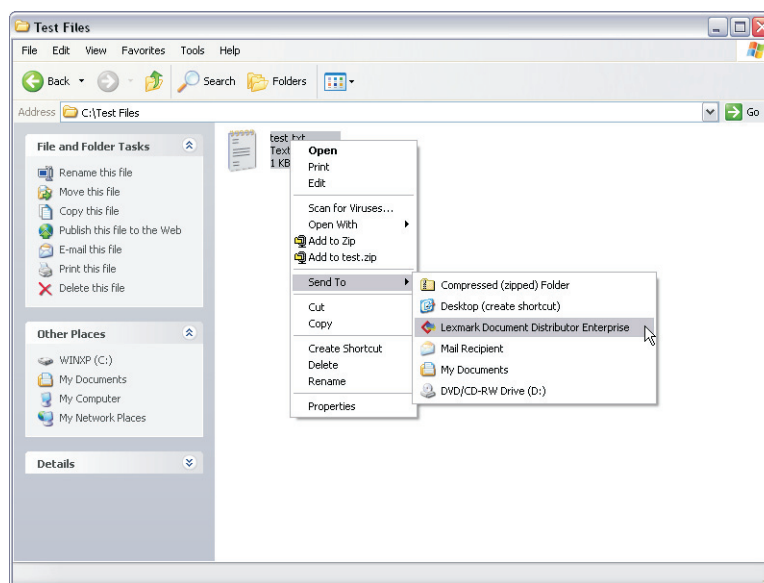 Test Files
File Edit View Favorites Tools Help
Back Search Folders
Address C:\Test Files Go
File and Folder Tasks
Rename this file
Move this file
Copy this file
Publish this file to the Web
E-mail this file
Print this file
Delete this file
Other Places
WINXP (C:)
My Documents
My Computer
My Network Places
Details
test.txt
Text
1 KB
Open
Print
Edit
Scan for Viruses...
Open With
Add to Zip
Add to test.zip
Send To
Cut
Copy
Create Shortcut
Delete
Rename
Properties
Compressed (zipped) Folder
Desktop (create shortcut)
Lexmark Document Distributor Enterprise
Mail Recipient
My Documents
DVD/CD-RW Drive (D:)